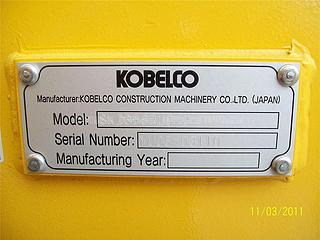 KOBELCO
Manufacturer:KOBELCO CONSTRUCTION MACHINERY CO.,LTD. (JAPAN)
Model:
Serial Number:
Manufacturing Year:
11/03/2011